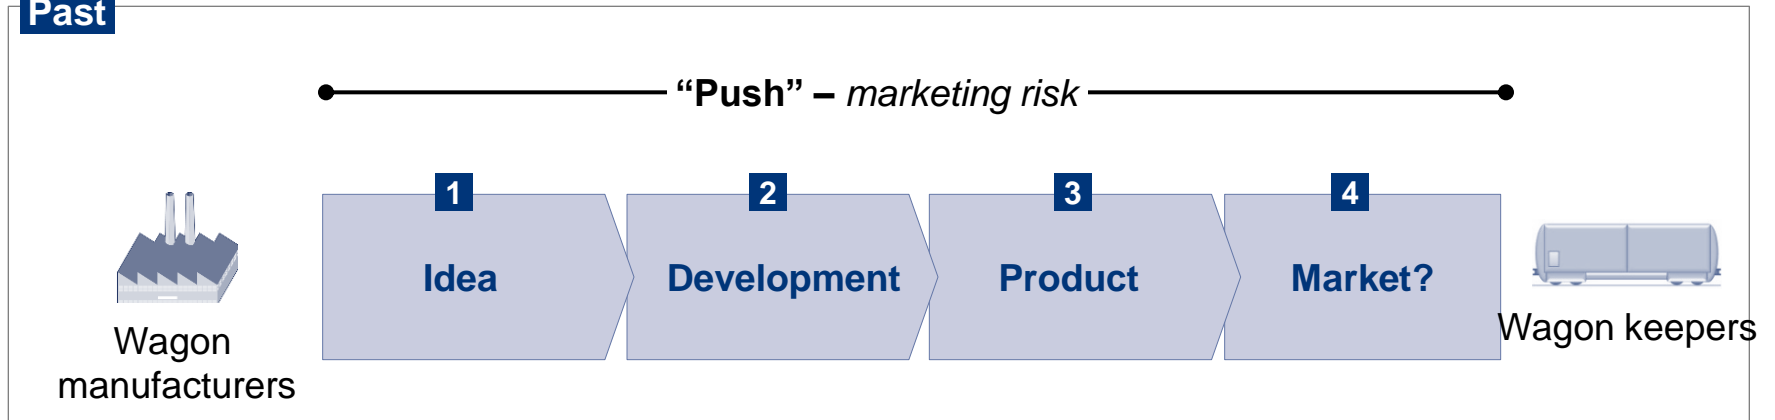 Past
“Push” – marketing risk
1
2
3
4
Idea
Development
Product
Market?
Wagon
manufacturers
Wagon keepers